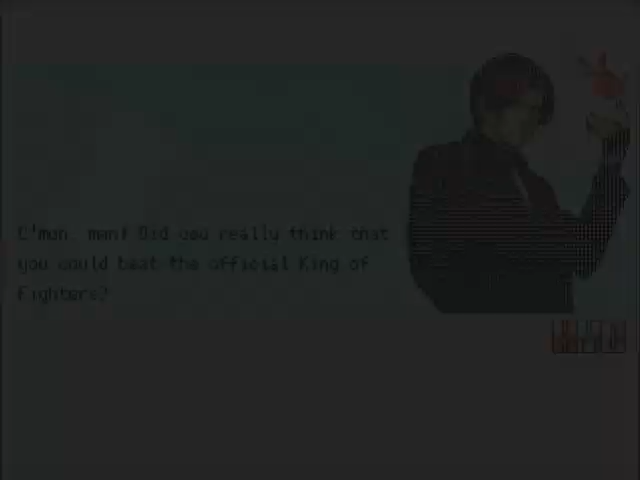 C'mon, man! Did you really think that
you could beat the official King of
Fighters?